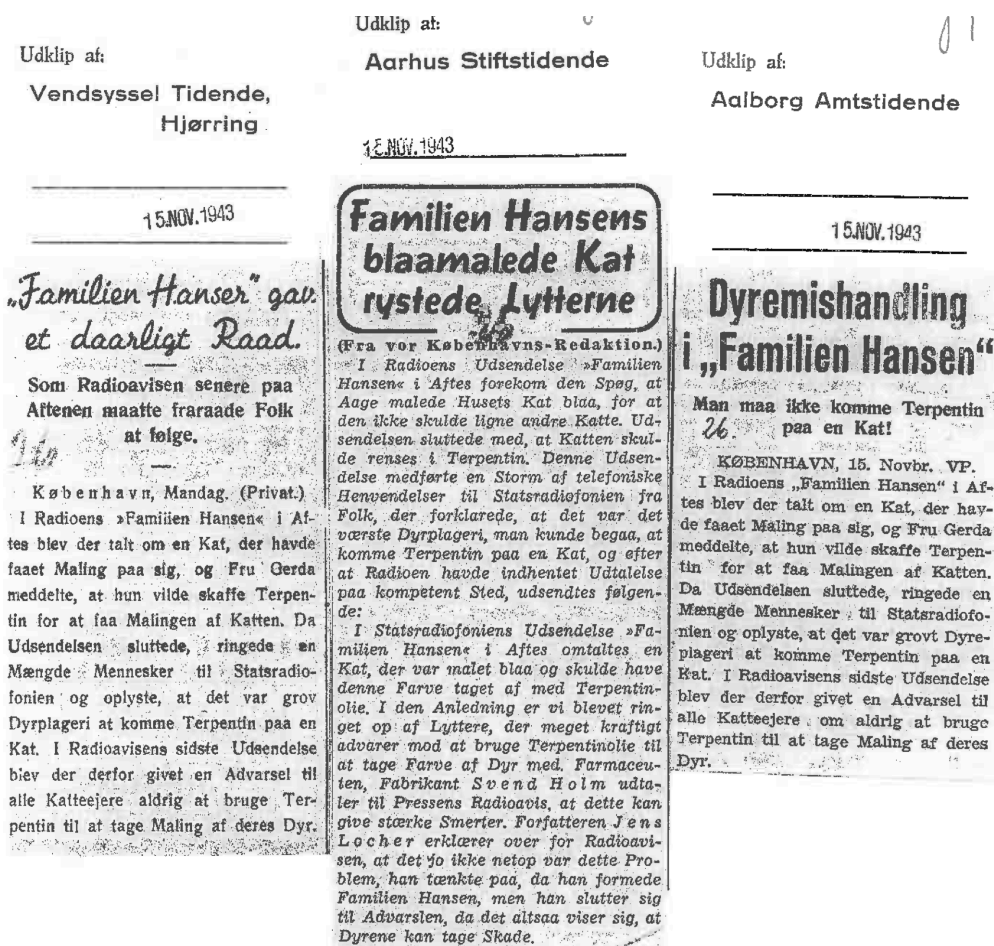 Udklip af:
Vendsyssel Tidende,
Hjørring
15.NOV.1943
„Familien Hansen" gav
et daarligt Raad.
Som Radioavisen senere paa
Aftenen maatte fraraade Folk
at følge.
København, Mandag. (Privat.)
I Radioens »Familien Hansen« i Af-
tes blev der talt om en Kat, der havde
faaet Maling paa sig, og Fru Gerda
meddelte, at hun vilde skaffe Terpen-
tin for at faa Malingen af Katten. Da
Udsendelsen sluttede, ringede en
Mængde Mennesker til Statsradio-
fonien og oplyste, at det var grov
Dyrplageri at komme Terpentin paa en
Kat. I Radioavisens sidste Udsendelse
blev der derfor givet en Advarsel til
alle Katteejere aldrig at bruge Ter-
pentin til at tage Maling af deres Dyr.
Udklip af:
Aarhus Stiftstidende
15.NOV.1943
Familien Hansens
blaamalede Kat
rystede Lytterne
(Fra vor Københavns-Redaktion.)
I Radioens Udsendelse »Familien
Hansen« i Aftes forekom den Spøg, at
Aage malede Husets Kat blaa, for at
den ikke skulde ligne andre Katte. Ud-
sendelsen sluttede med, at Katten skul-
de renses i Terpentin. Denne Udsen-
delse medførte en Storm af telefoniske
Henvendelser til Statsradiofonien fra
Folk, der forklarede, at det var det
værste Dyrplageri, man kunde begaa, at
komme Terpentin paa en Kat, og efter
at Radioen havde indhentet Udtalelse
paa kompetent Sted, udsendtes følgen-
de:
I Statsradiofoniens Udsendelse »Fa-
milien Hansen« i Aftes omtaltes en
Kat, der var malet blaa og skulde have
denne Farve taget af med Terpentin-
olie. I den Anledning er vi blevet rin-
get op af Lyttere, der meget kraftigt
advarer mod at bruge Terpentinolie til
at tage Farve af Dyr med. Farmaceu-
ten, Fabrikant Svend Holm udta-
ler til Pressens Radioavis, at dette kan
give stærke Smerter. Forfatteren Jens
Locher erklærer over for Radioavi-
sen, at det jo ikke netop var dette Pro-
blem, han tænkte paa, da han formede
Familien Hansen, men han slutter sig
til Advarslen, da det altsaa viser sig, at
Dyrene kan tage Skade.
Udklip af:
Aalborg Amtstidende
15.NOV.1943
Dyremishandling
i „Familien Hansen"
Man maa ikke komme Terpentin
paa en Kat!
26.
KØBENHAVN, 15. Novbr. VP.
I Radioens „Familien Hansen" i Af-
tes blev der talt om en Kat, der hav-
de faaet Maling paa sig, og Fru Gerda
meddelte, at hun vilde skaffe Terpen-
tin for at faa Malingen af Katten.
Da Udsendelsen sluttede, ringede en
Mængde Mennesker til Statsradiofo-
nien og oplyste, at det var grovt Dyre-
plageri at komme Terpentin paa en
Kat. I Radioavisens sidste Udsendelse
blev der derfor givet en Advarsel til
alle Katteejere om aldrig at bruge
Terpentin til at tage Maling af deres
Dyr.